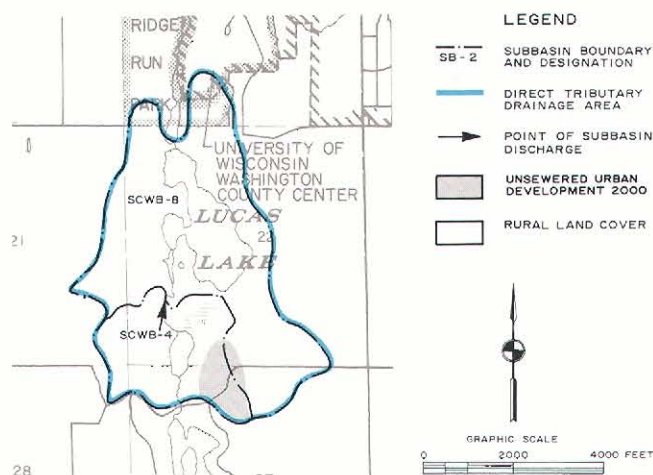 RIDGE
RUN
PARK
UNIVERSITY OF
WISCONSIN
WASHINGTON
COUNTY CENTER
SCWB-8
LUCAS
22
LAKE
21
SCWB-4
28
LEGEND
SB-2
SUBBASIN BOUNDARY
AND DESIGNATION
DIRECT TRIBUTARY
DRAINAGE AREA
POINT OF SUBBASIN
DISCHARGE
UNSEWERED URBAN
DEVELOPMENT 2000
RURAL LAND COVER
GRAPHIC SCALE
0 2000 4000 FEET